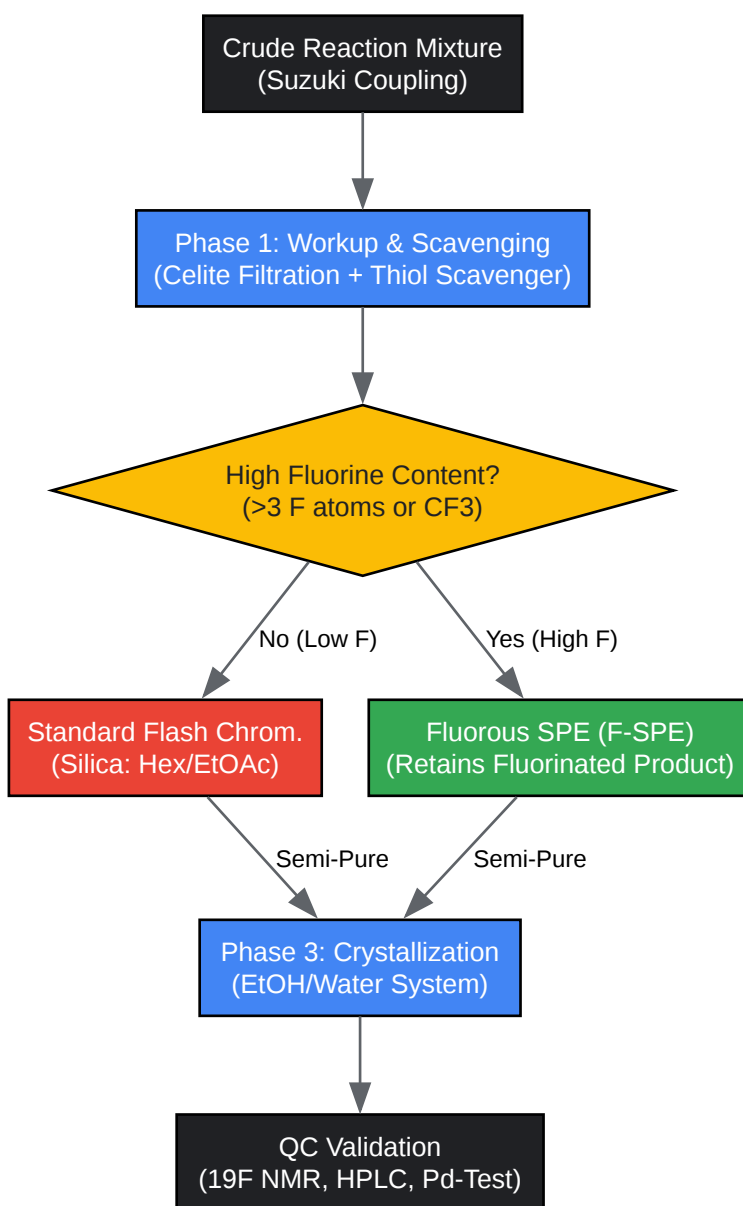 Crude Reaction Mixture
(Suzuki Coupling)
Phase 1: Workup & Scavenging
(Celite Filtration + Thiol Scavenger)
High Fluorine Content?
(>3 F atoms or CF3)
No (Low F)
Yes (High F)
Standard Flash Chrom.
(Silica: Hex/EtOAc)
Fluorous SPE (F-SPE)
(Retains Fluorinated Product)
Semi-Pure
Semi-Pure
Phase 3: Crystallization
(EtOH/Water System)
QC Validation
(19F NMR, HPLC, Pd-Test)